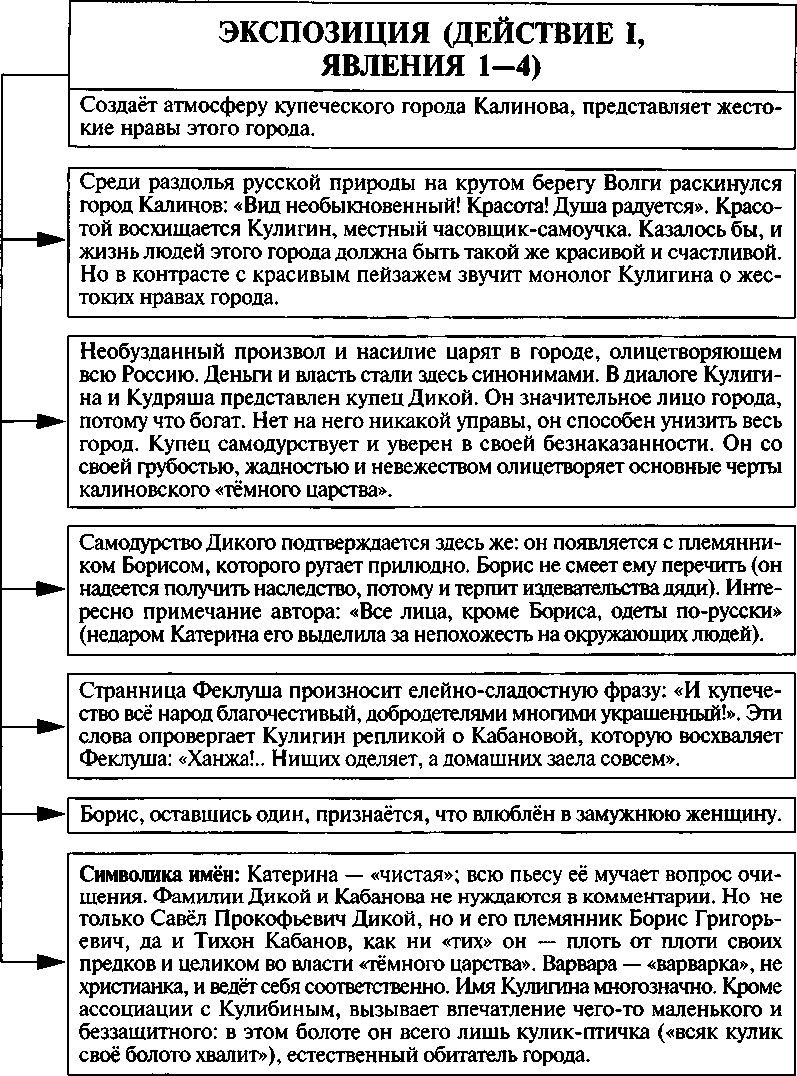 ЭКСПОЗИЦИЯ (ДЕЙСТВИЕ I,
ЯВЛЕНИЯ 1—4)
Создаёт атмосферу купеческого города Калинова, представляет жесто-
кие нравы этого города.
Среди раздолья русской природы на крутом берегу Волги раскинулся
город Калинов: «Вид необыкновенный! Красота! Душа радуется». Красо-
той восхищается Кулигин, местный часовщик-самоучка. Казалось бы, и
жизнь людей этого города должна быть такой же красивой и счастливой.
Но в контрасте с красивым пейзажем звучит монолог Кулигина о жес-
токих нравах города.
Необузданный произвол и насилие царят в городе, олицетворяющем
всю Россию. Деньги и власть стали здесь синонимами. В диалоге Кулиги-
на и Кудряша представлен купец Дикой. Он значительное лицо города,
потому что богат. Нет на него никакой управы, он способен унизить весь
город. Купец самодурствует и уверен в своей безнаказанности. Он со
своей грубостью, жадностью и невежеством олицетворяет основные черты
калиновского «тёмного царства».
Самодурство Дикого подтверждается здесь же: он появляется с племянни-
ком Борисом, которого ругает прилюдно. Борис не смеет ему перечить (он
надеется получить наследство, потому и терпит издевательства дяди). Инте-
ресно примечание автора: «Все лица, кроме Бориса, одеты по-русски»
(недаром Катерина его выделила за непохожесть на окружающих людей).
Странница Феклуша произносит елейно-сладостную фразу: «И купече-
ство всё народ благочестивый, добродетелями многими украшенный!». Эти
слова опровергает Кулигин репликой о Кабановой, которую восхваляет
Феклуша: «Ханжа!.. Нищих оделяет, а домашних заела совсем».
Борис, оставшись один, признаётся, что влюблён в замужнюю женщину.
Символика имён: Катерина — «чистая»; всю пьесу её мучает вопрос очи-
щения. Фамилии Дикой и Кабанова не нуждаются в комментарии. Но не
только Савёл Прокофьевич Дикой, но и его племянник Борис Григорь-
евич, да и Тихон Кабанов, как ни «тих» он — плоть от плоти своих
предков и целиком во власти «тёмного царства». Варвара — «варварка», не
христианка, и ведёт себя соответственно. Имя Кулигина многозначно. Кроме
ассоциации с Кулибиным, вызывает впечатление чего-то маленького и
беззащитного: в этом болоте он всего лишь кулик-птичка («всяк кулик
своё болото хвалит»), естественный обитатель города.